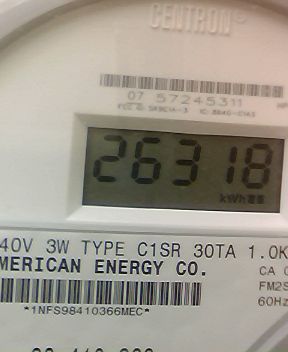 CENTRON®
07 57245311
26318
kWh
40V 3W TYPE C1SR 30TA 1.0K
MERICAN ENERGY CO.
CA 0
FM2S
60Hz
*1NFS98410366MEC*